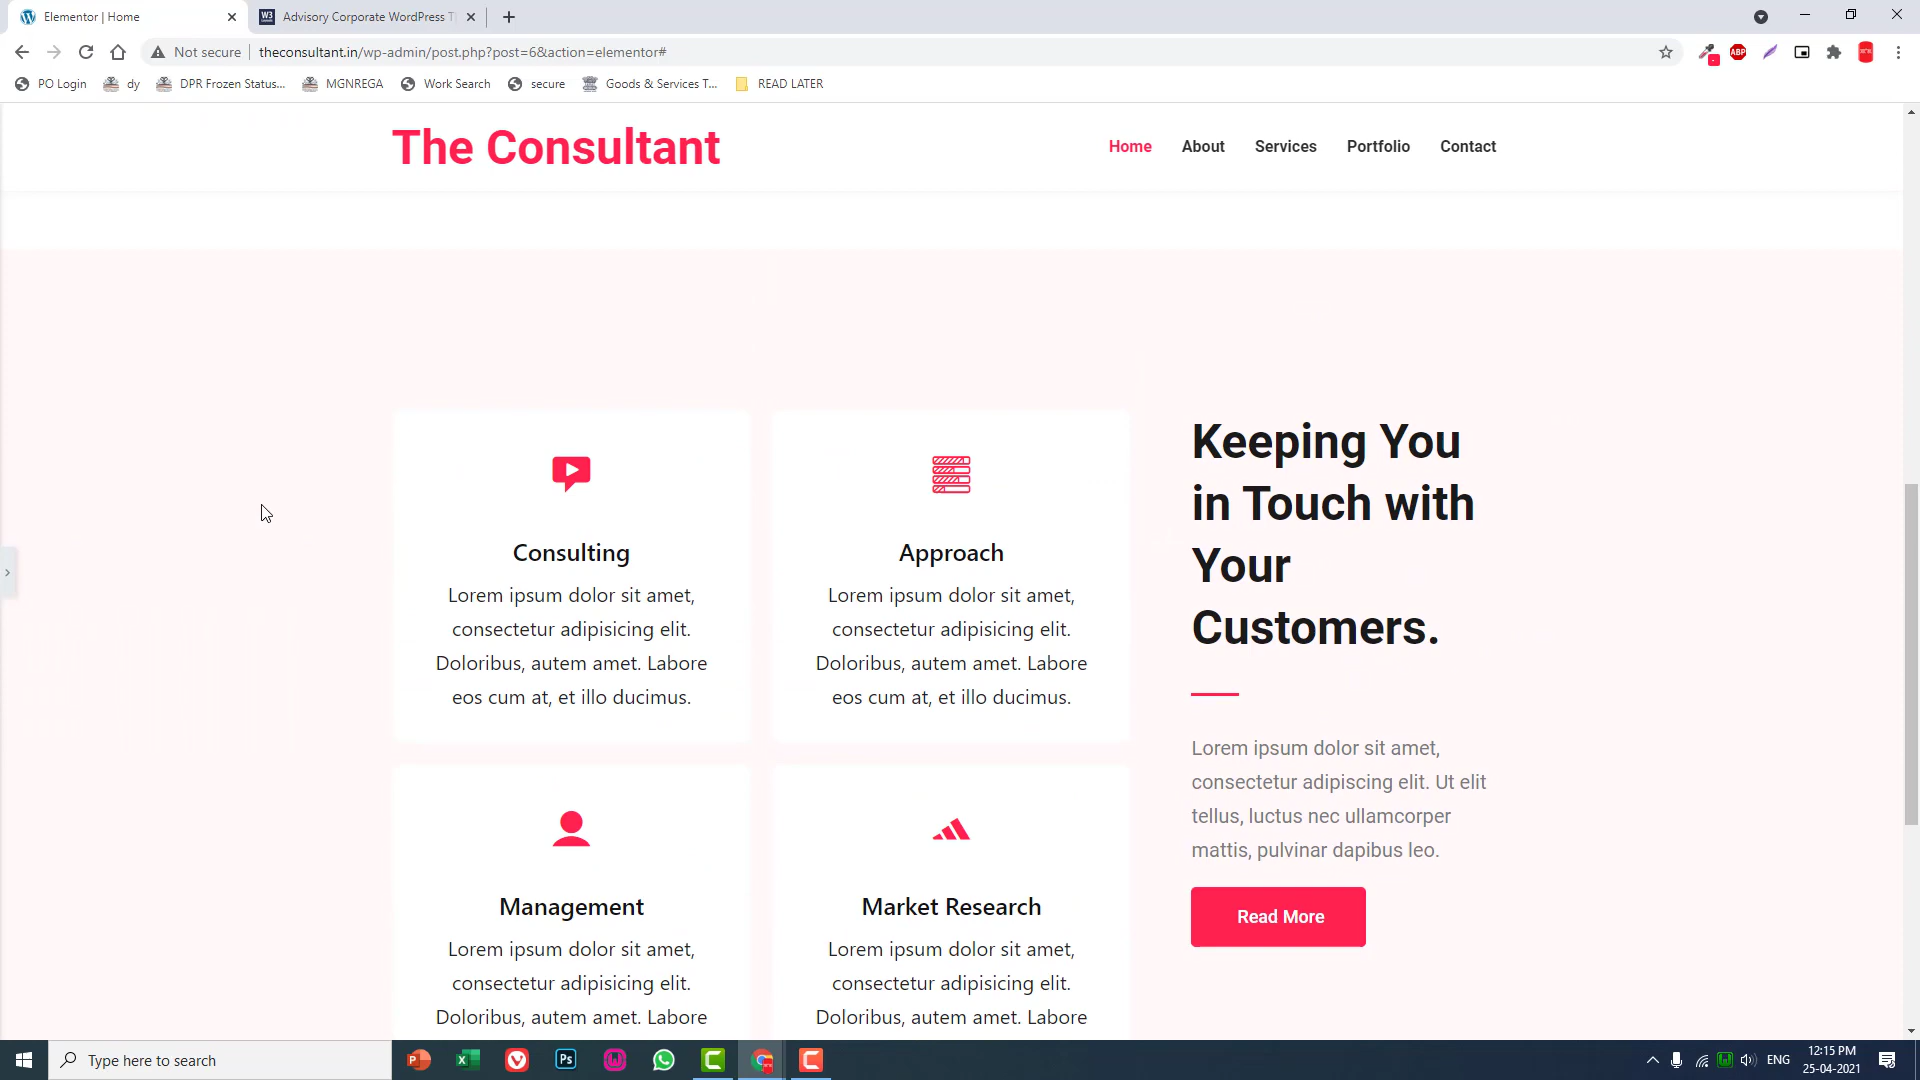 Elementor | Home
Advisory Corporate WordPress T
Not secure
theconsultant.in/wp-admin/post.php?post=6&action=elementor#
PO Login
dy
DPR Frozen Status...
MGNREGA
Work Search
secure
Goods & Services T...
READ LATER
ABP
The Consultant
Home
About
Services
Portfolio
Contact
Consulting
Lorem ipsum dolor sit amet,
consectetur adipisicing elit.
Doloribus, autem amet. Labore
eos cum at, et illo ducimus.
Approach
Lorem ipsum dolor sit amet,
consectetur adipisicing elit.
Doloribus, autem amet. Labore
eos cum at, et illo ducimus.
Keeping You
in Touch with
Your
Customers.
Lorem ipsum dolor sit amet,
consectetur adipiscing elit. Ut elit
tellus, luctus nec ullamcorper
mattis, pulvinar dapibus leo.
Read More
Management
Lorem ipsum dolor sit amet,
consectetur adipisicing elit.
Doloribus, autem amet. Labore
Market Research
Lorem ipsum dolor sit amet,
consectetur adipisicing elit.
Doloribus, autem amet. Labore
Type here to search
Ps
ENG
12:15 PM
25-04-2021